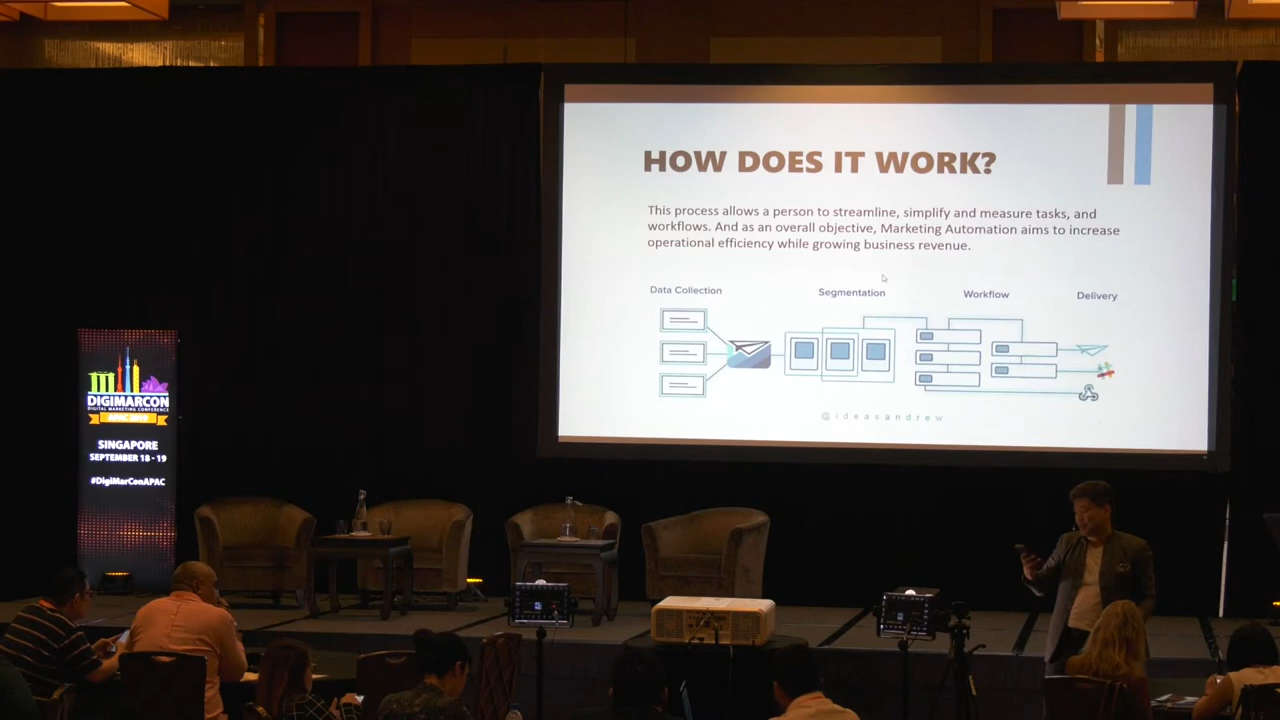 HOW DOES IT WORK?
This process allows a person to streamline, simplify and measure tasks, and
workflows. And as an overall objective, Marketing Automation aims to increase
operational efficiency while growing business revenue.
Data Collection
Segmentation
Workflow
Delivery
@ideasandrew
DIGIMARCON
DIGITAL MARKETING CONFERENCE
APAC 2019
SINGAPORE
SEPTEMBER 18 - 19
#DigiMarConAPAC